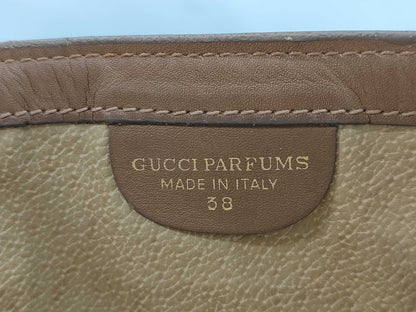 GUCCI PARFUMS
MADE IN ITALY
38